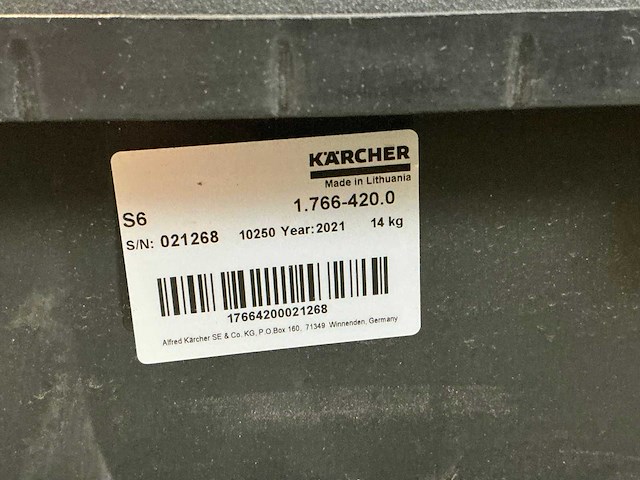 KÄRCHER
Made in Lithuania
S6 1.766-420.0
S/N: 021268 10250 Year:2021 14 kg
17664200021268
Alfred Kärcher SE & Co. KG, P.O.Box 160, 71349 Winnenden, Germany